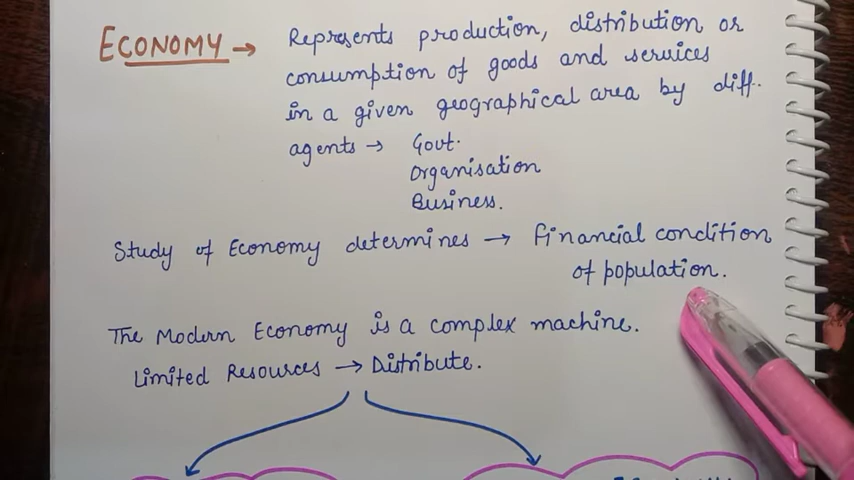 ECONOMY → Represents production, distribution or
consumption of goods and services
in a given geographical area by diff.
agents → Govt.
Organisation
Business.
Study of Economy determines → financial condition
of population.
The Modern Economy is a complex machine.
Limited Resources → Distribute.